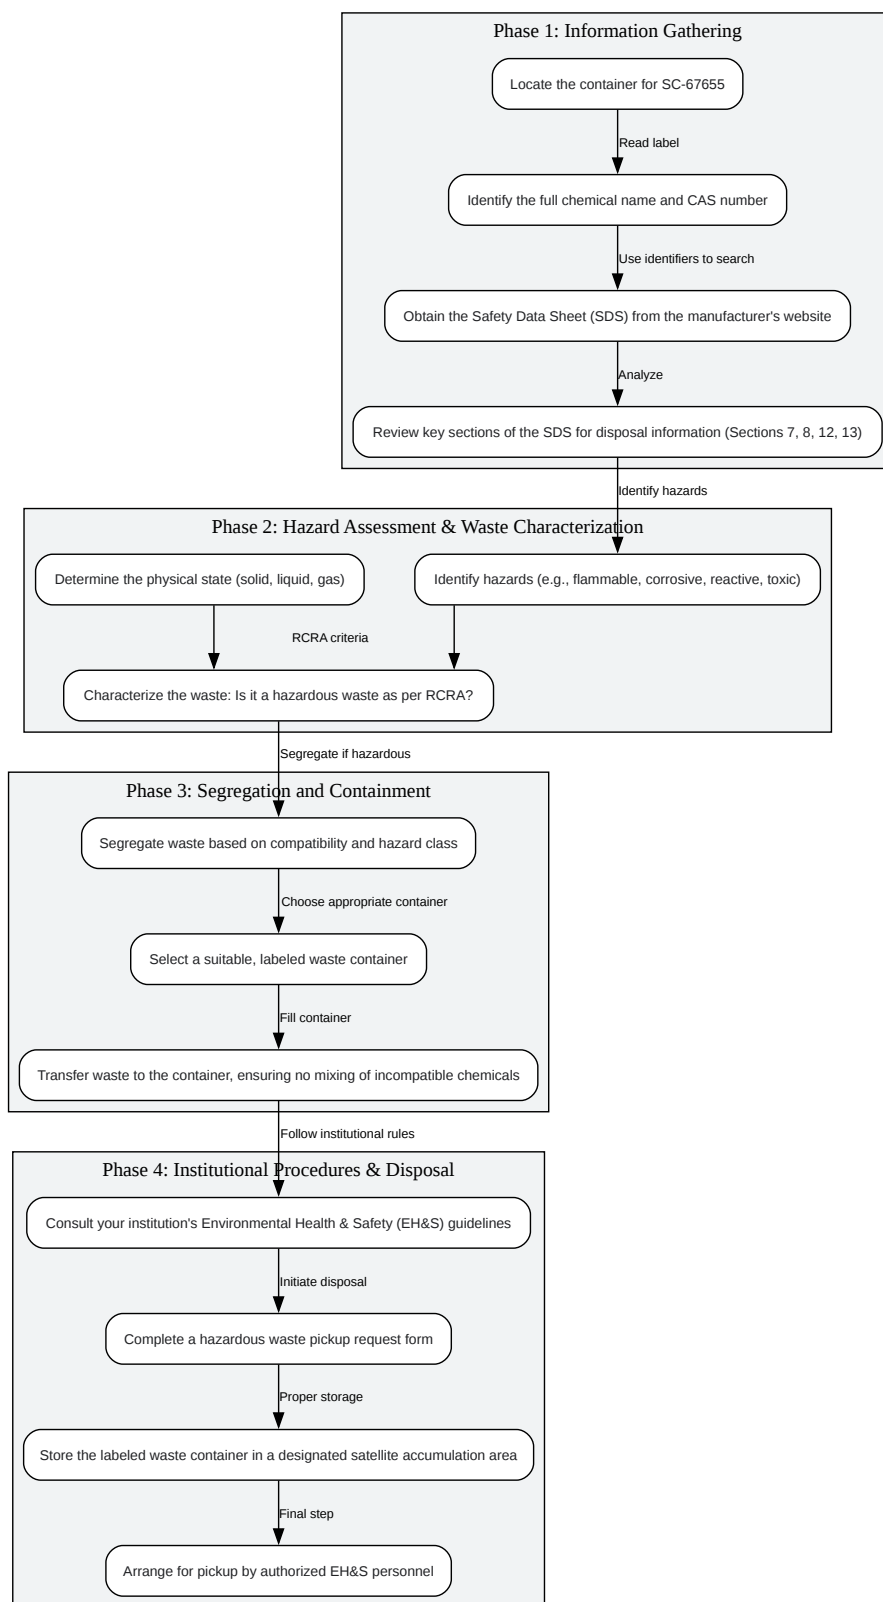 Phase 1: Information Gathering
Locate the container for SC-67655
Read label
Identify the full chemical name and CAS number
Use identifiers to search
Obtain the Safety Data Sheet (SDS) from the manufacturer's website
Analyze
Review key sections of the SDS for disposal information (Sections 7, 8, 12, 13)
Identify hazards
Phase 2: Hazard Assessment & Waste Characterization
Determine the physical state (solid, liquid, gas)
Identify hazards (e.g., flammable, corrosive, reactive, toxic)
RCRA criteria
Characterize the waste: Is it a hazardous waste as per RCRA?
Segregate if hazardous
Phase 3: Segregation and Containment
Segregate waste based on compatibility and hazard class
Choose appropriate container
Select a suitable, labeled waste container
Fill container
Transfer waste to the container, ensuring no mixing of incompatible chemicals
Follow institutional rules
Phase 4: Institutional Procedures & Disposal
Consult your institution's Environmental Health & Safety (EH&S) guidelines
Initiate disposal
Complete a hazardous waste pickup request form
Proper storage
Store the labeled waste container in a designated satellite accumulation area
Final step
Arrange for pickup by authorized EH&S personnel